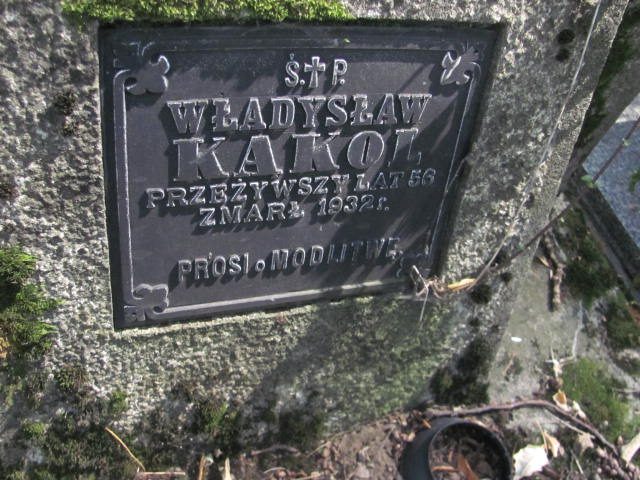 Ś.✝P.
WŁADYSŁAW
KAKOL
PRZEŻYWSZY LAT 56
ZMARŁ 1932 r.
PROSI O MODLITWĘ